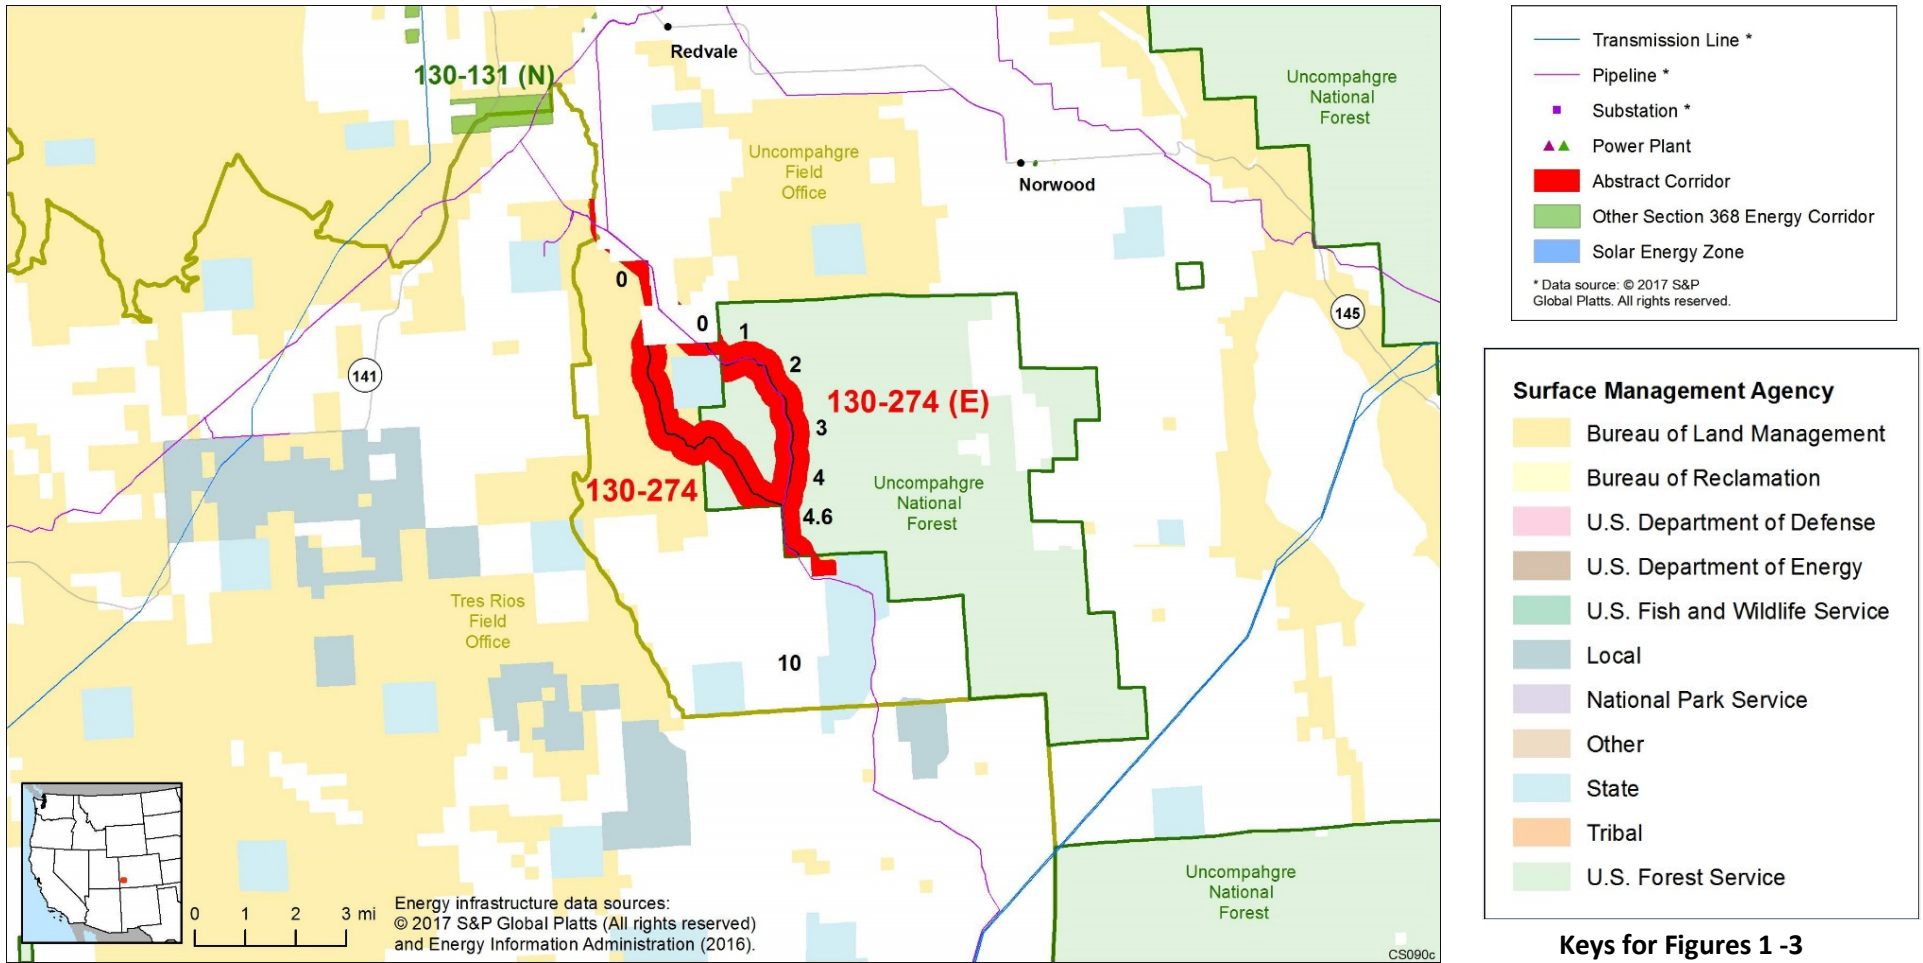 130-131 (N)
Redvale
Uncompahgre
National
Forest
Uncompahgre
Field
Office
Norwood
0
0
1
2
145
141
130-274 (E)
3
130-274
4
Uncompahgre
National
Forest
4.6
Tres Rios
Field
Office
10
Uncompahgre
National
Forest
0 1 2 3 mi
Energy infrastructure data sources:
© 2017 S&P Global Platts (All rights reserved)
and Energy Information Administration (2016).
CS090c
Transmission Line *
Pipeline *
Substation *
Power Plant
Abstract Corridor
Other Section 368 Energy Corridor
Solar Energy Zone
* Data source: © 2017 S&P
Global Platts. All rights reserved.
Surface Management Agency
Bureau of Land Management
Bureau of Reclamation
U.S. Department of Defense
U.S. Department of Energy
U.S. Fish and Wildlife Service
Local
National Park Service
Other
State
Tribal
U.S. Forest Service
Keys for Figures 1 -3